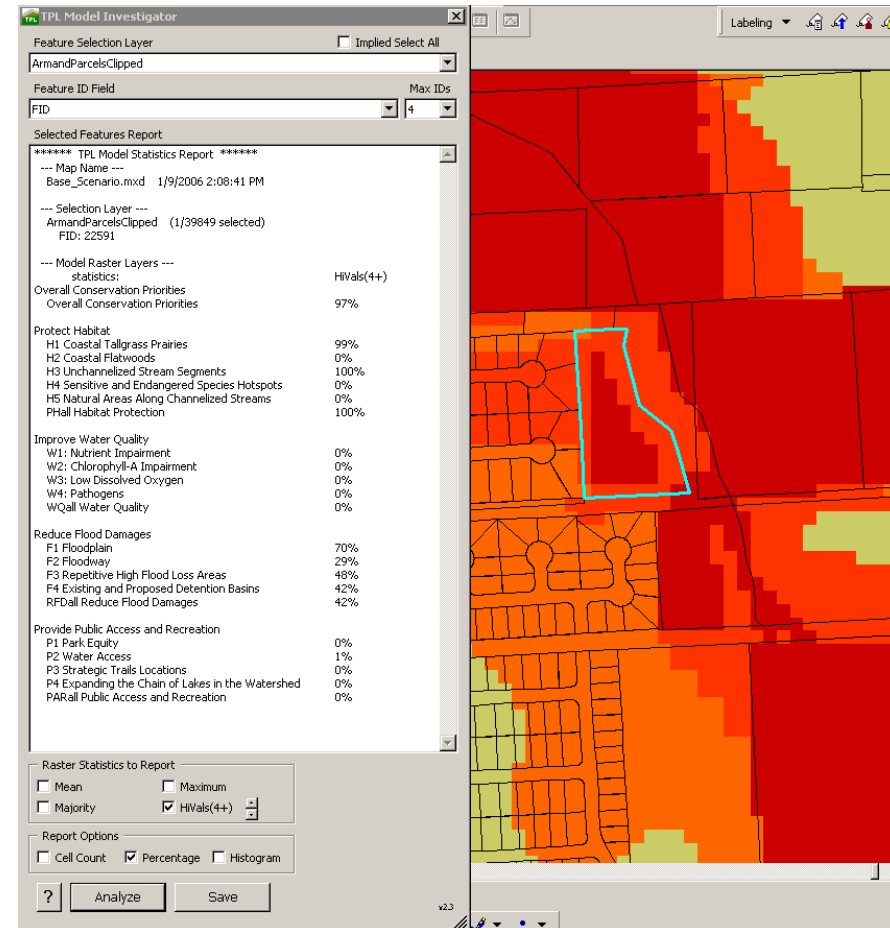 TPL Model Investigator
Labeling
Feature Selection Layer
Implied Select All
ArmandParcelsClipped
Feature ID Field Max IDs
FID 4
Selected Features Report
****** TPL Model Statistics Report ******
--- Map Name ---
Base_Scenario.mxd 1/9/2006 2:08:41 PM
--- Selection Layer ---
ArmandParcelsClipped (1/39849 selected)
FID: 22591
--- Model Raster Layers ---
statistics: HiVals(4+)
Overall Conservation Priorities
Overall Conservation Priorities 97%
Protect Habitat
H1 Coastal Tallgrass Prairies 99%
H2 Coastal Flatwoods 0%
H3 Unchannelized Stream Segments 100%
H4 Sensitive and Endangered Species Hotspots 0%
H5 Natural Areas Along Channelized Streams 0%
PHall Habitat Protection 100%
Improve Water Quality
W1: Nutrient Impairment 0%
W2: Chlorophyll-A Impairment 0%
W3: Low Dissolved Oxygen 0%
W4: Pathogens 0%
WQall Water Quality 0%
Reduce Flood Damages
F1 Floodplain 70%
F2 Floodway 29%
F3 Repetitive High Flood Loss Areas 48%
F4 Existing and Proposed Detention Basins 42%
RFDall Reduce Flood Damages 42%
Provide Public Access and Recreation
P1 Park Equity 0%
P2 Water Access 1%
P3 Strategic Trails Locations 0%
P4 Expanding the Chain of Lakes in the Watershed 0%
PARall Public Access and Recreation 0%
Raster Statistics to Report
Mean Maximum
Majority HiVals(4+)
Report Options
Cell Count Percentage Histogram
? Analyze Save
v2.3